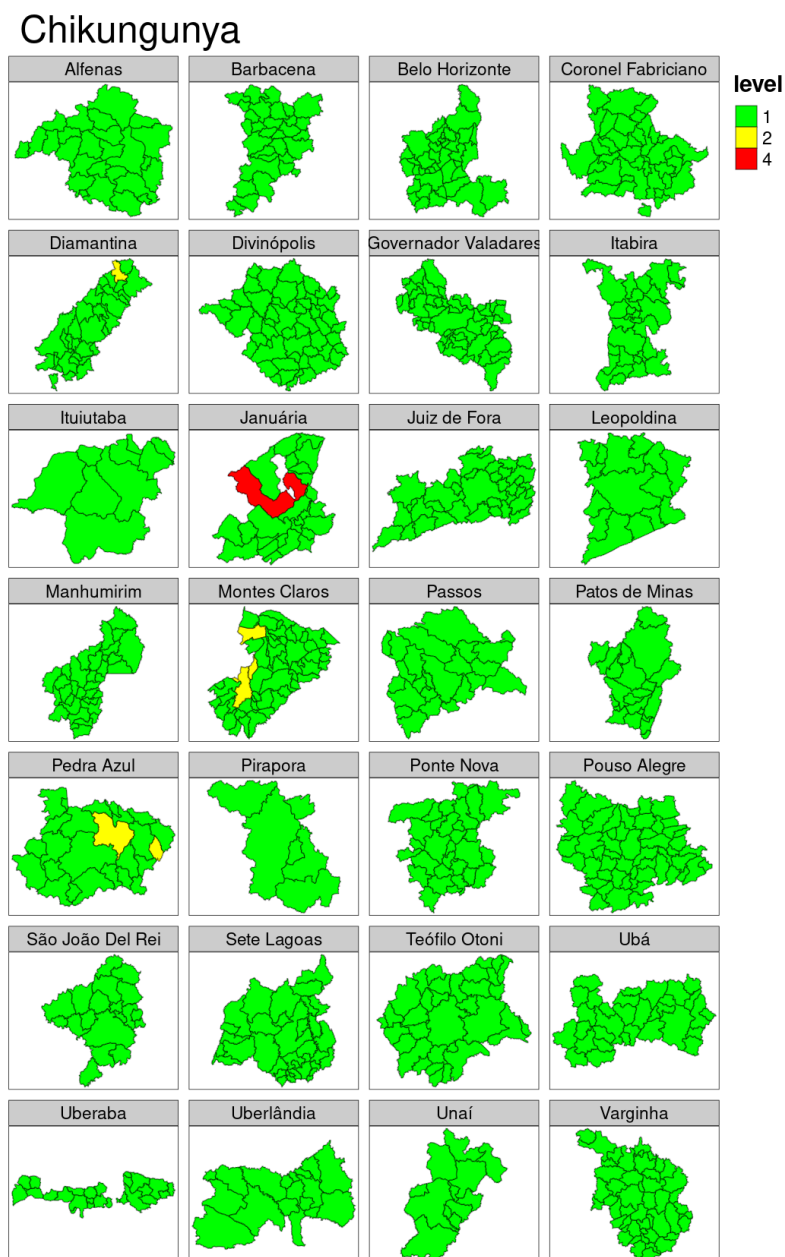 Chikungunya
Alfenas
Barbacena
Belo Horizonte
Coronel Fabriciano
level
1
2
4
Diamantina
Divinópolis
Governador Valadares
Itabira
Ituiutaba
Januária
Juiz de Fora
Leopoldina
Manhumirim
Montes Claros
Passos
Patos de Minas
Pedra Azul
Pirapora
Ponte Nova
Pouso Alegre
São João Del Rei
Sete Lagoas
Teófilo Otoni
Ubá
Uberaba
Uberlândia
Unaí
Varginha